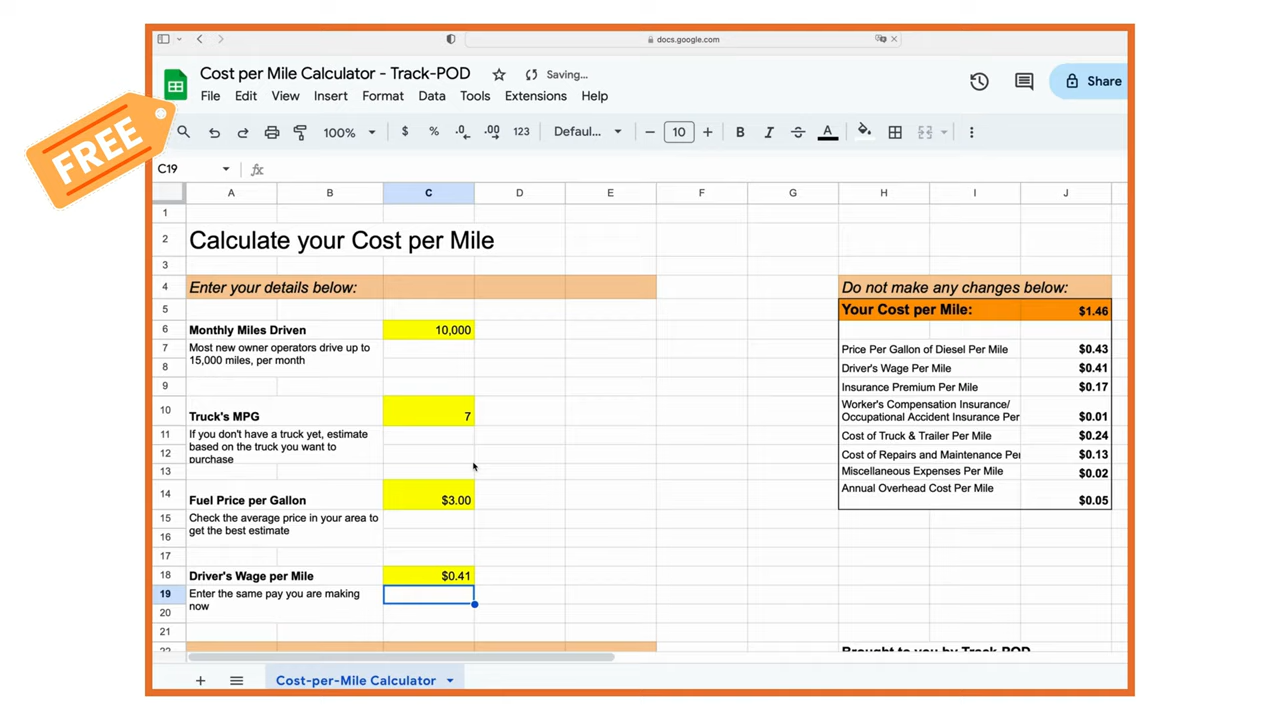 docs.google.com
Cost per Mile Calculator - Track-POD
Saving...
File Edit View Insert Format Data Tools Extensions Help
Share
FREE
100% $ % .0 .00 123 Defaul... − 10 + B I S A
C19 fx
A B C D E F G H I J
1
2 Calculate your Cost per Mile
3
4 Enter your details below: Do not make any changes below:
5 Your Cost per Mile: $1.46
6 Monthly Miles Driven 10,000
7 Most new owner operators drive up to Price Per Gallon of Diesel Per Mile $0.43
15,000 miles, per month
8 Driver's Wage Per Mile $0.41
9 Insurance Premium Per Mile $0.17
10 Truck's MPG 7 Worker's Compensation Insurance/
Occupational Accident Insurance Per $0.01
11 If you don't have a truck yet, estimate Cost of Truck & Trailer Per Mile $0.24
based on the truck you want to
12 purchase Cost of Repairs and Maintenance Per $0.13
13 Miscellaneous Expenses Per Mile $0.02
14 Fuel Price per Gallon $3.00 Annual Overhead Cost Per Mile $0.05
15 Check the average price in your area to
16 get the best estimate
17
18 Driver's Wage per Mile $0.41
19 Enter the same pay you are making
20 now
21
22 Brought to you by Track-POD
+ Cost-per-Mile Calculator